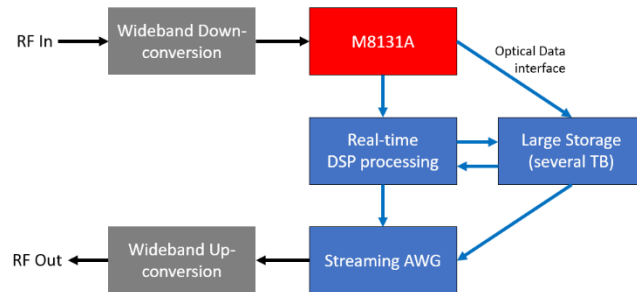 RF In
Wideband Down-
conversion
M8131A
Optical Data
interface
Real-time
DSP processing
Large Storage
(several TB)
RF Out
Wideband Up-
conversion
Streaming AWG